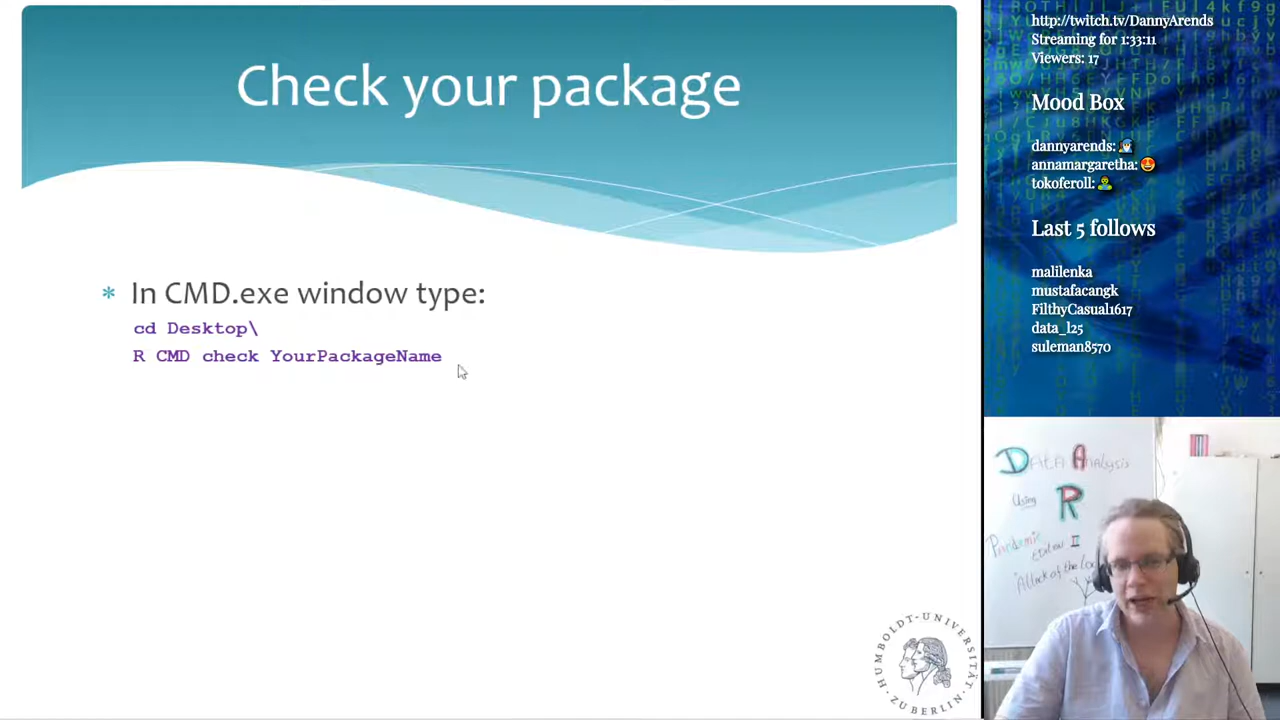 Check your package
* In CMD.exe window type:
cd Desktop\
R CMD check YourPackageName
HUMBOLDT-UNIVERSITÄT
ZU BERLIN
http://twitch.tv/DannyArends
Streaming for 1:33:11
Viewers: 17
Mood Box
dannyarends:
annamargaretha:
tokoferoll:
Last 5 follows
malilenka
mustafacangk
FilthyCasual1617
data_l25
suleman8570
Data Analysis
Using R
Pandemic
Edition II
"Attack of the